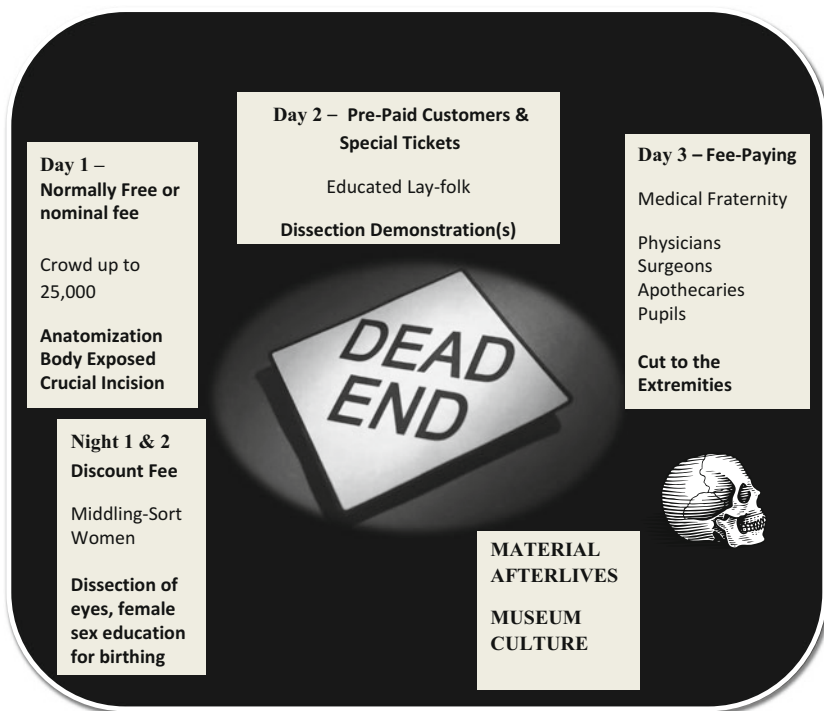 Day 1 –
Normally Free or
nominal fee
Crowd up to
25,000
Anatomization
Body Exposed
Crucial Incision
Day 2 – Pre-Paid Customers &
Special Tickets
Educated Lay-folk
Dissection Demonstration(s)
Day 3 – Fee-Paying
Medical Fraternity
Physicians
Surgeons
Apothecaries
Pupils
Cut to the
Extremities
DEAD
END
Night 1 & 2
Discount Fee
Middling-Sort
Women
Dissection of
eyes, female
sex education
for birthing
MATERIAL
AFTERLIVES
MUSEUM
CULTURE